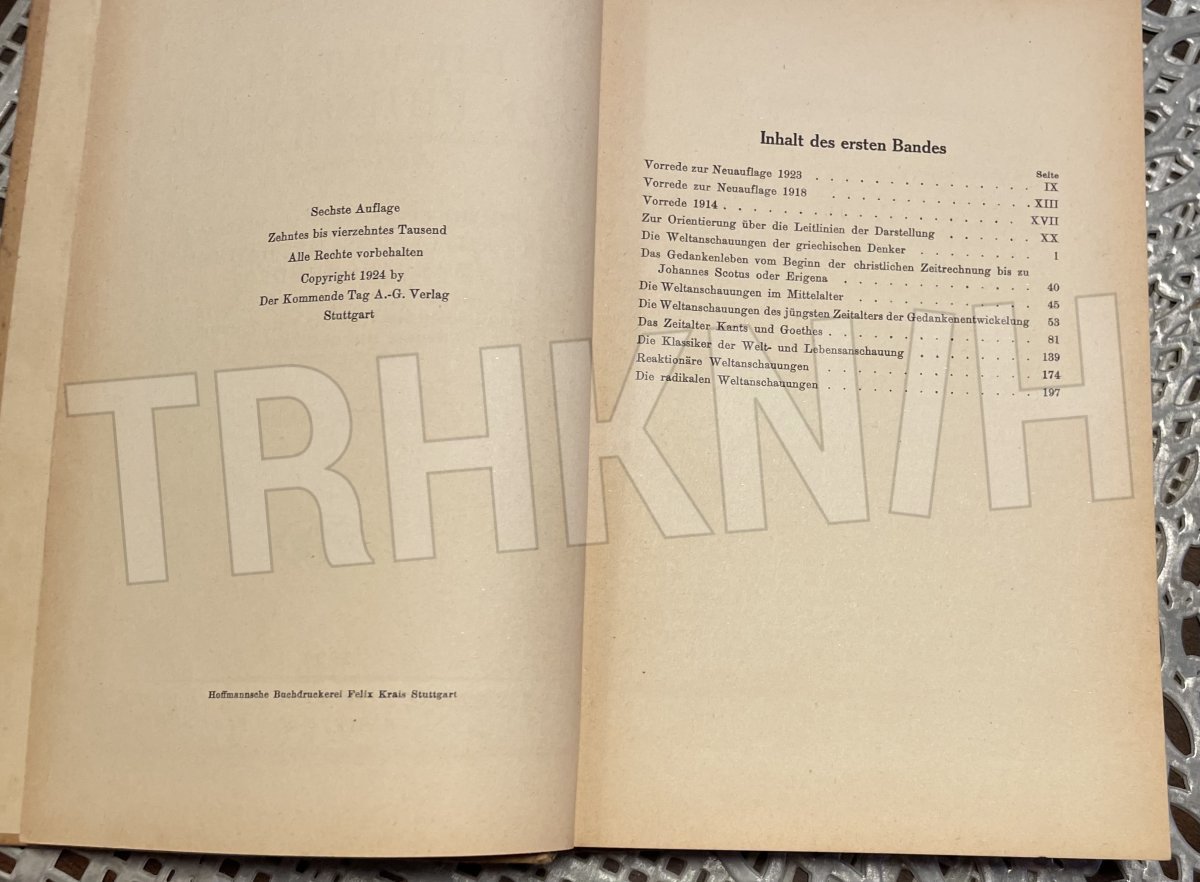 Sechste Auflage
Zehntes bis vierzehntes Tausend
Alle Rechte vorbehalten
Copyright 1924 by
Der Kommende Tag A.-G. Verlag
Stuttgart
Hoffmannsche Buchdruckerei Felix Krais Stuttgart
Inhalt des ersten Bandes
Seite
Vorrede zur Neuauflage 1923 . . . . . . . . . . . . . . . IX
Vorrede zur Neuauflage 1918 . . . . . . . . . . . . . . XIII
Vorrede 1914 . . . . . . . . . . . . . . . . . . XVII
Zur Orientierung über die Leitlinien der Darstellung . . . . . . XX
Die Weltanschauungen der griechischen Denker . . . . . . . . 1
Das Gedankenleben vom Beginn der christlichen Zeitrechnung bis zu
Johannes Scotus oder Erigena . . . . . . . . . . . . 40
Die Weltanschauungen im Mittelalter . . . . . . . . . . . 45
Die Weltanschauungen des jüngsten Zeitalters der Gedankenentwickelung 53
Das Zeitalter Kants und Goethes . . . . . . . . . . . . 81
Die Klassiker der Welt- und Lebensanschauung . . . . . . . 139
Reaktionäre Weltanschauungen . . . . . . . . . . . . 174
Die radikalen Weltanschauungen . . . . . . . . . . . . 197
TRHKN/H